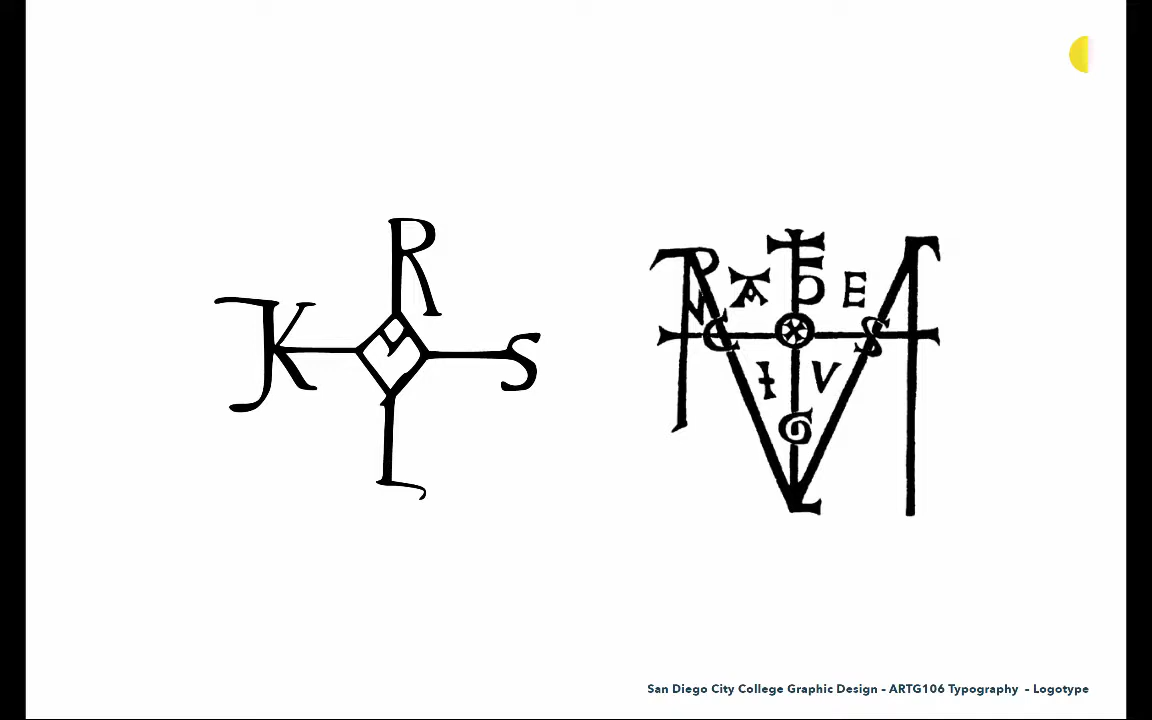 R
K S
L
R A D E
N C S
I V
G
L
San Diego City College Graphic Design - ARTG106 Typography - Logotype